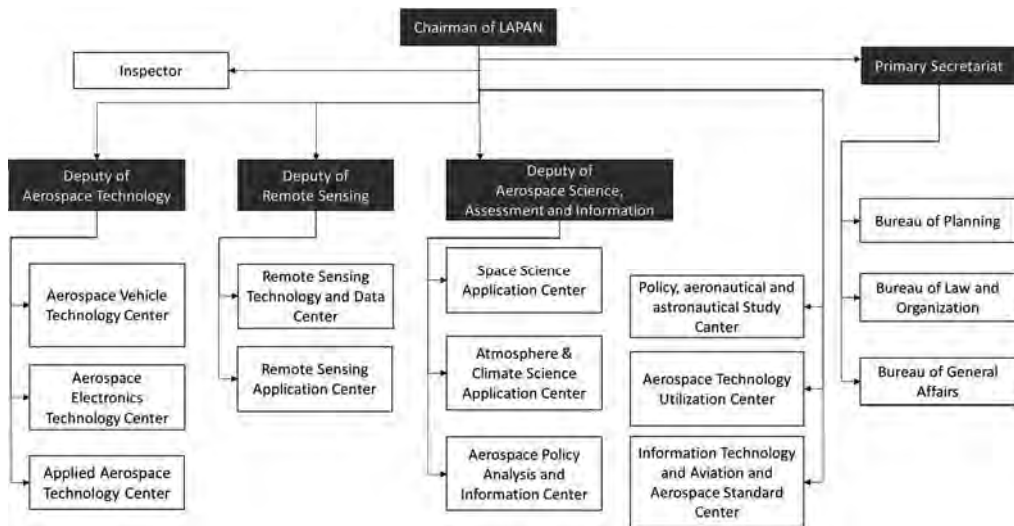 Chairman of LAPAN
Inspector
Primary Secretariat
Deputy of
Aerospace Technology
Deputy of
Remote Sensing
Deputy of
Aerospace Science,
Assessment and Information
Bureau of Planning
Bureau of Law and
Organization
Bureau of General
Affairs
Aerospace Vehicle
Technology Center
Aerospace
Electronics
Technology Center
Applied Aerospace
Technology Center
Remote Sensing
Technology and Data
Center
Remote Sensing
Application Center
Space Science
Application Center
Atmosphere &
Climate Science
Application Center
Aerospace Policy
Analysis and
Information Center
Policy, aeronautical and
astronautical Study
Canter
Aerospace Technology
Utilization Center
Information Technology
and Aviation and
Aerospace Standard
Center